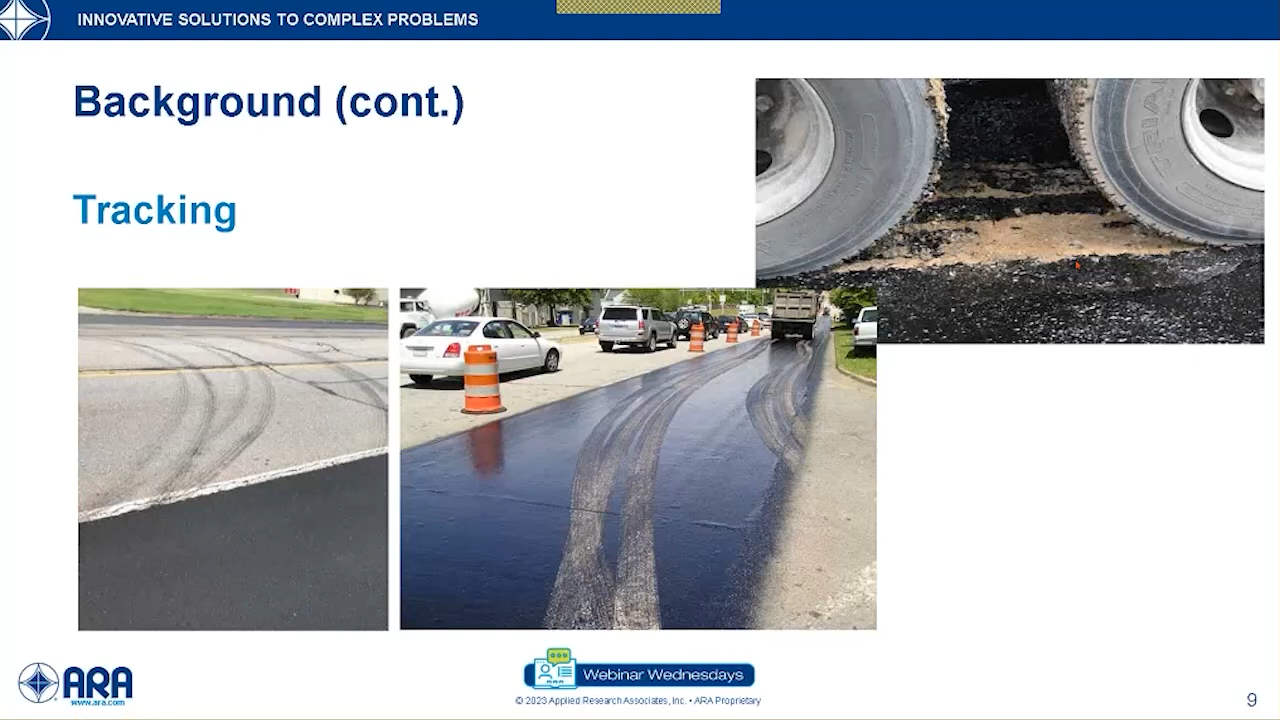 INNOVATIVE SOLUTIONS TO COMPLEX PROBLEMS
Background (cont.)
Tracking
ARA
www.ara.com
Webinar Wednesdays
© 2023 Applied Research Associates, Inc. • ARA Proprietary
9